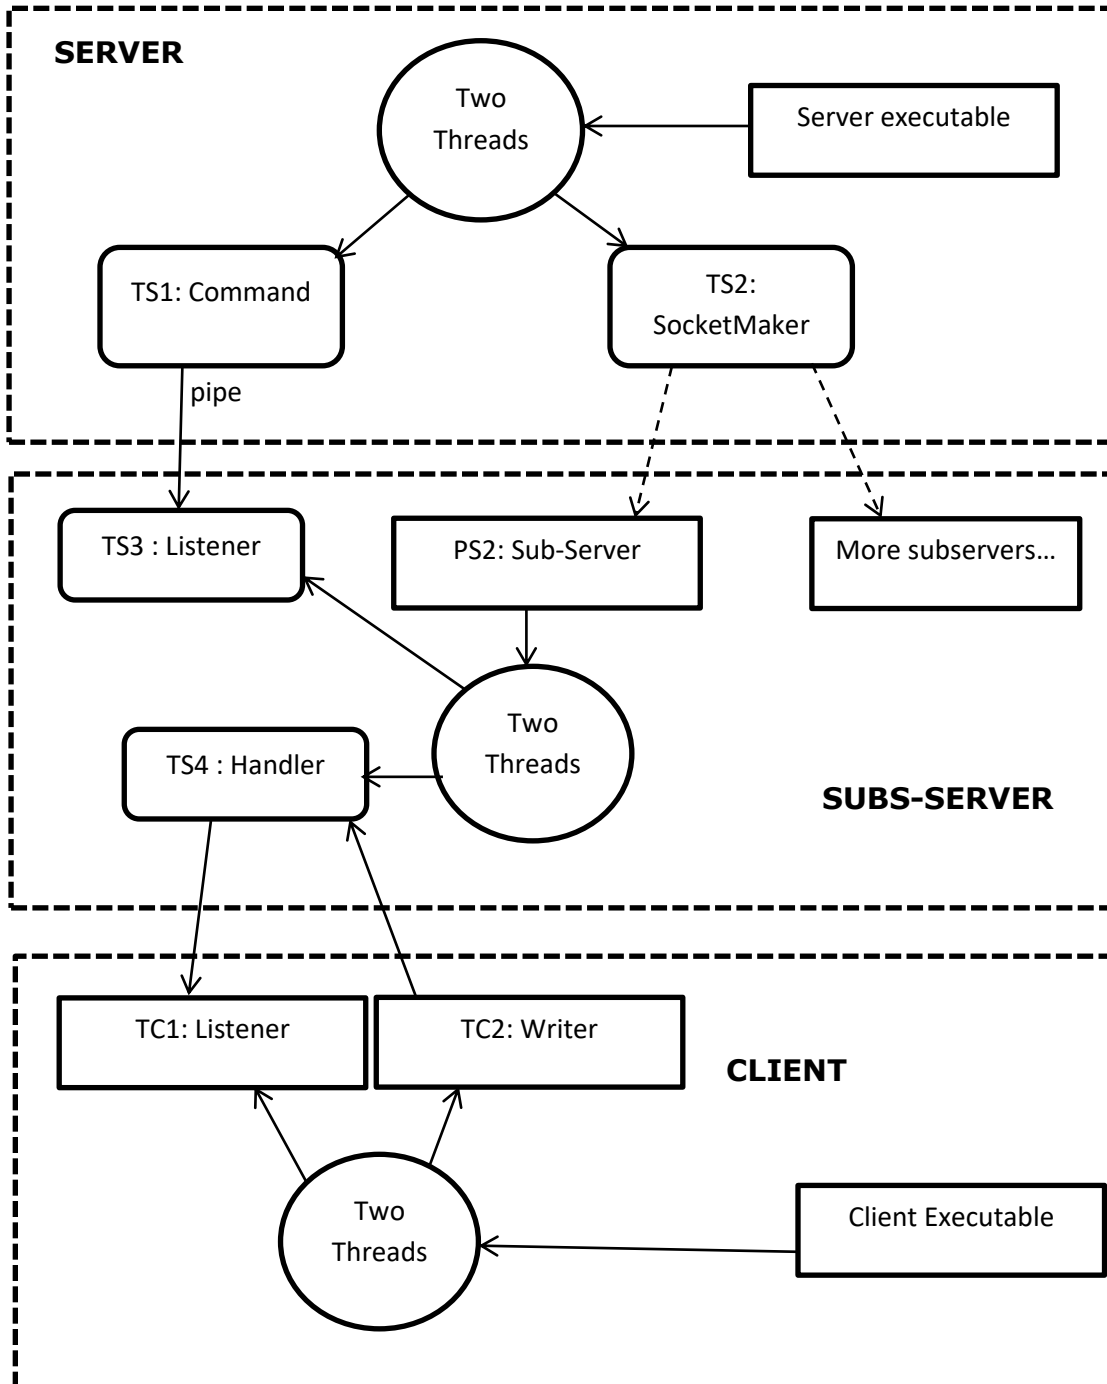 SERVER
Two
Threads
Server executable
TS1: Command
TS2:
SocketMaker
pipe
TS3 : Listener
PS2: Sub-Server
More subservers...
Two
Threads
TS4 : Handler
SUBS-SERVER
TC1: Listener
TC2: Writer
CLIENT
Two
Threads
Client Executable